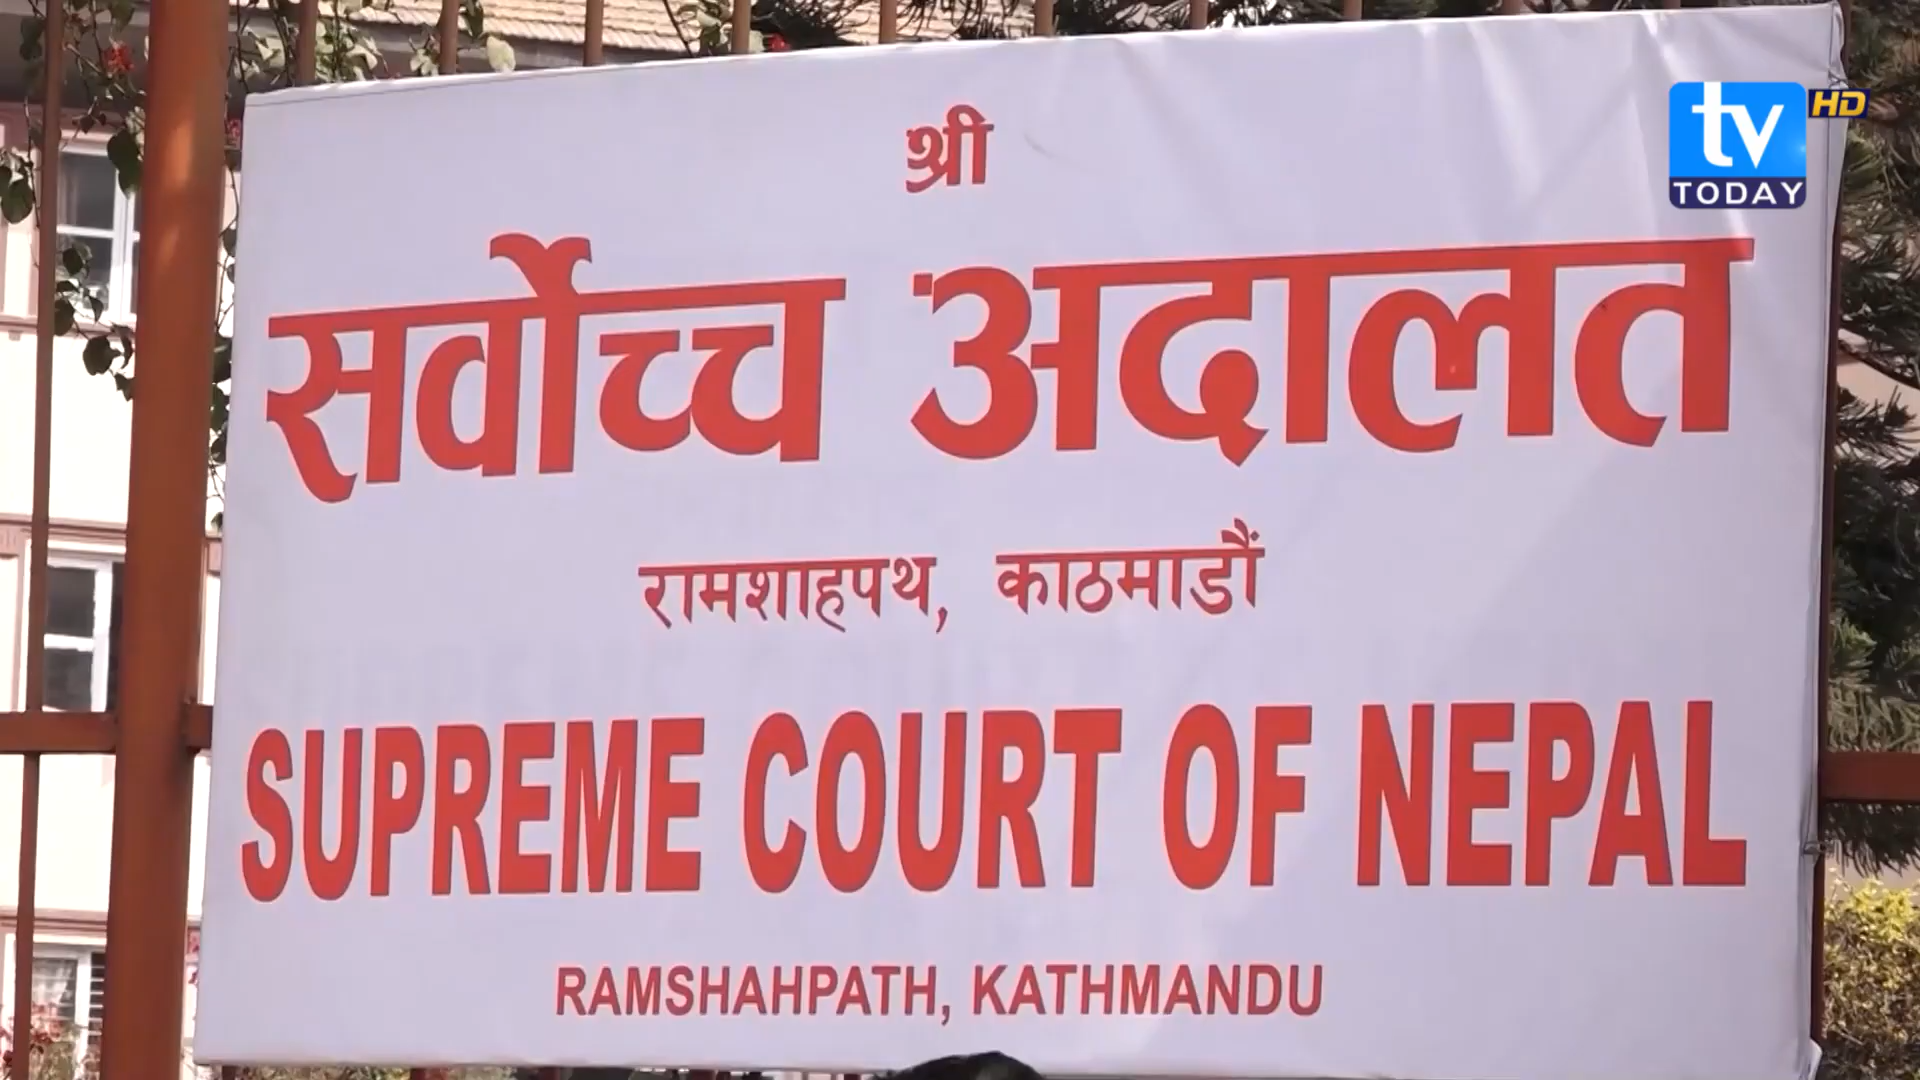 श्री
सर्वोच्च अदालत
रामशाहपथ, काठमाडौं
SUPREME COURT OF NEPAL
RAMSHAHPATH, KATHMANDU
tv HD
TODAY